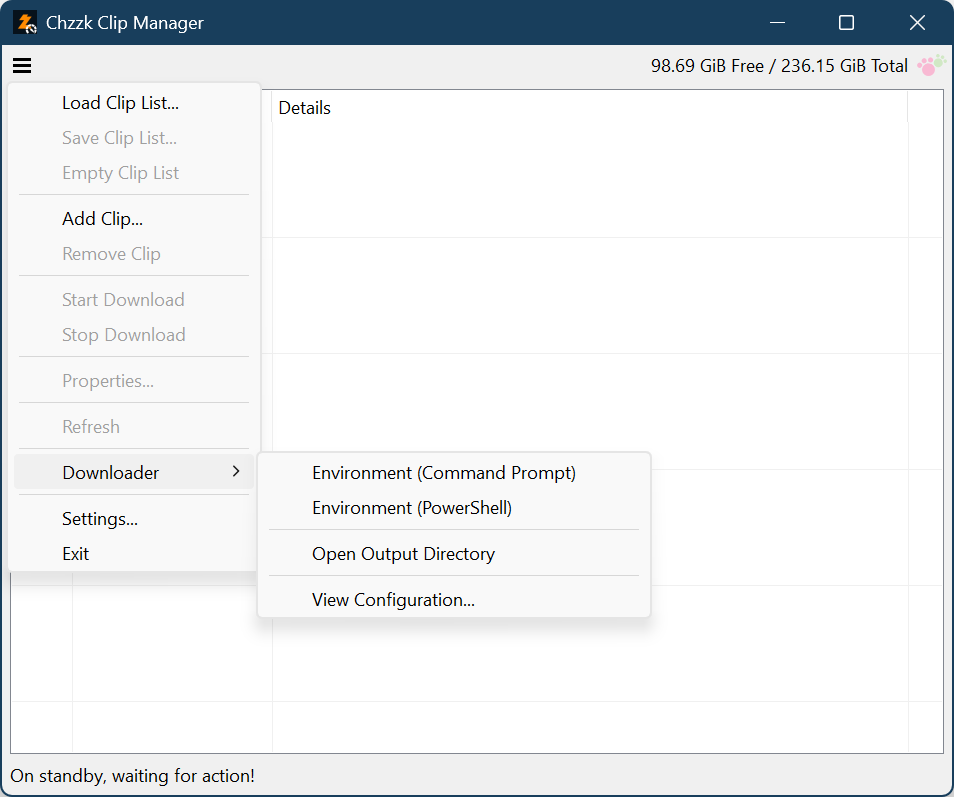 Chzzk Clip Manager
98.69 GiB Free / 236.15 GiB Total
Details
Load Clip List...
Save Clip List...
Empty Clip List
Add Clip...
Remove Clip
Start Download
Stop Download
Properties...
Refresh
Downloader
Settings...
Exit
Environment (Command Prompt)
Environment (PowerShell)
Open Output Directory
View Configuration...
On standby, waiting for action!